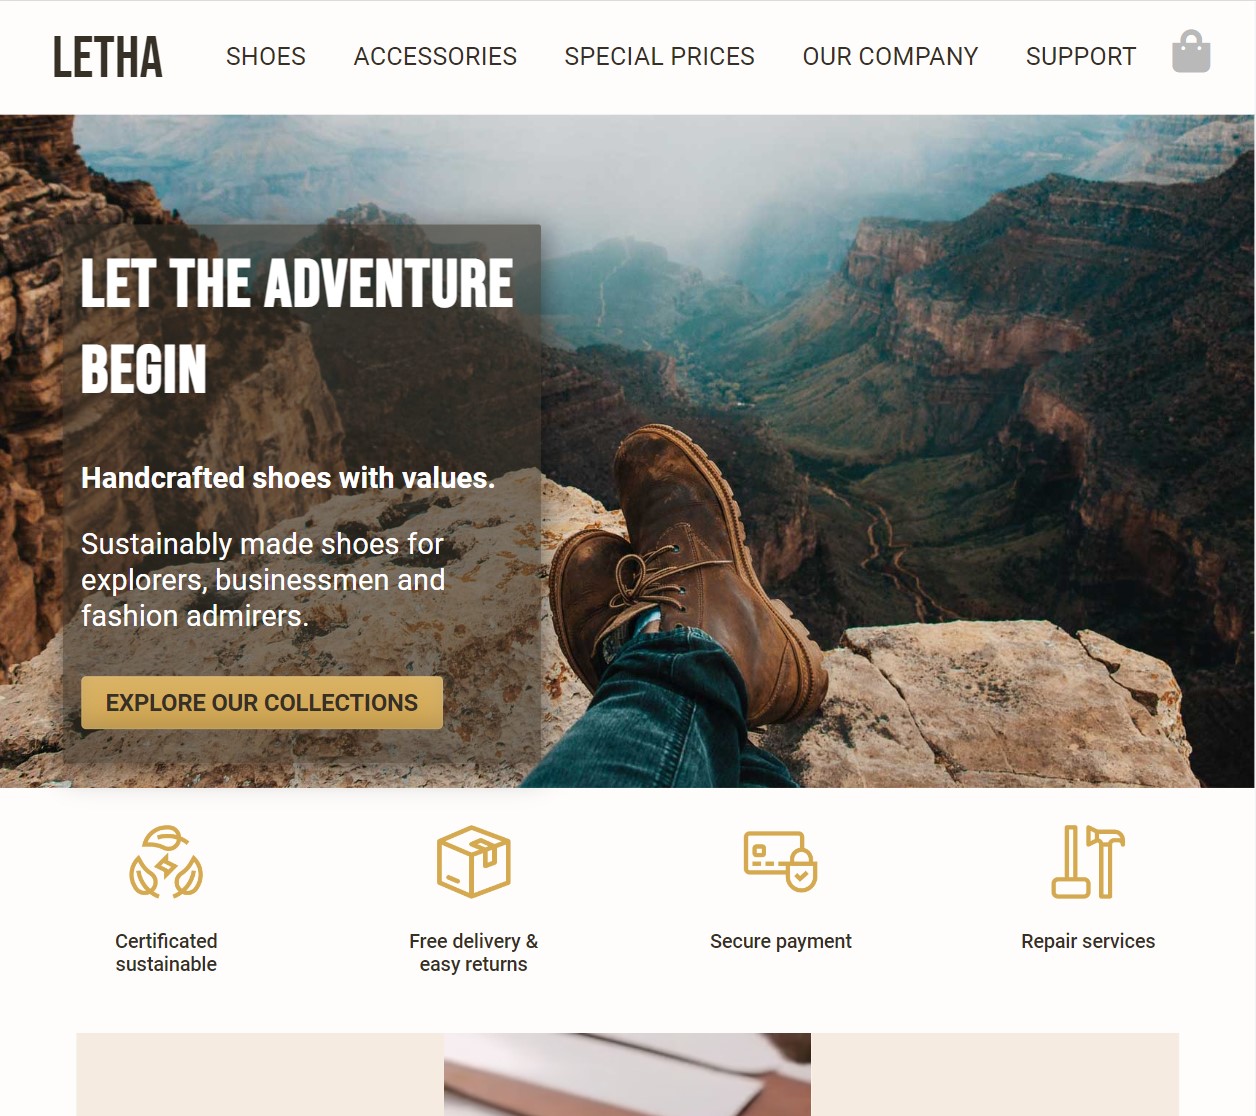 LETHA
SHOES
ACCESSORIES
SPECIAL PRICES
OUR COMPANY
SUPPORT
LET THE ADVENTURE
BEGIN
Handcrafted shoes with values.
Sustainably made shoes for
explorers, businessmen and
fashion admirers.
EXPLORE OUR COLLECTIONS
Certificated
sustainable
Free delivery &
easy returns
Secure payment
Repair services